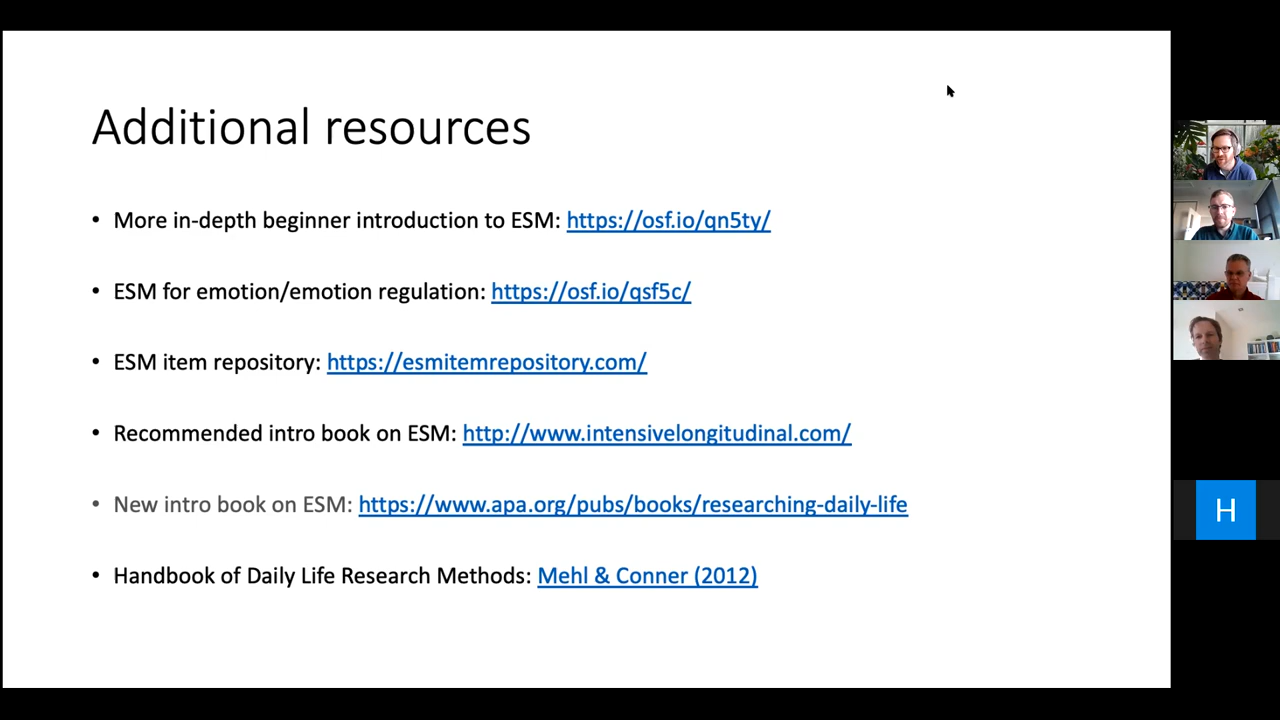 Additional resources
• More in-depth beginner introduction to ESM: https://osf.io/qn5ty/
• ESM for emotion/emotion regulation: https://osf.io/qsf5c/
• ESM item repository: https://esmitemrepository.com/
• Recommended intro book on ESM: http://www.intensivelongitudinal.com/
• New intro book on ESM: https://www.apa.org/pubs/books/researching-daily-life
• Handbook of Daily Life Research Methods: Mehl & Conner (2012)
H